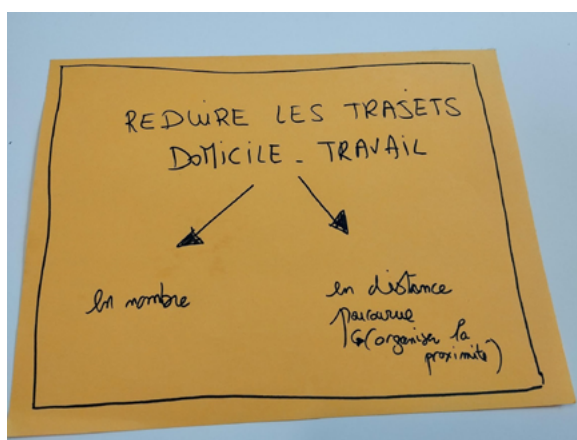 REDUIRE LES TRAJETS
DOMICILE - TRAVAIL
en nombre
en distance
parcourue
(organiser la
proximité)